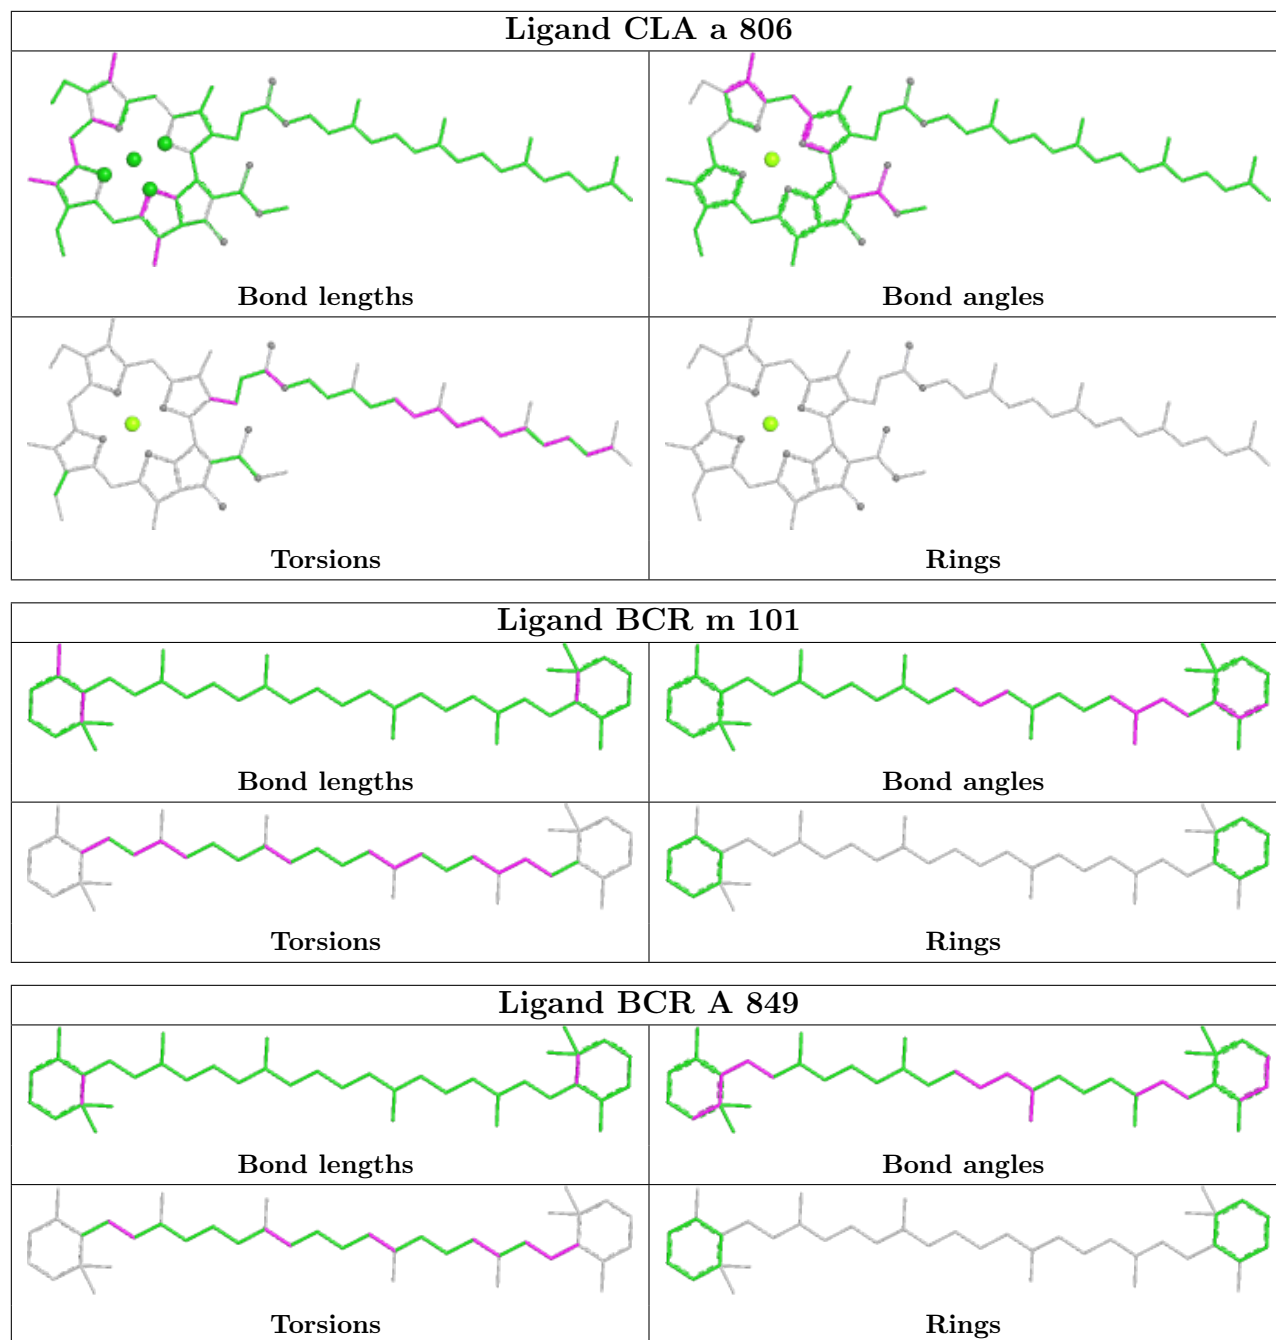 Ligand CLA a 806
Bond lengths
Bond angles
Torsions
Rings
Ligand BCR m 101
Bond lengths
Bond angles
Torsions
Rings
Ligand BCR A 849
Bond lengths
Bond angles
Torsions
Rings